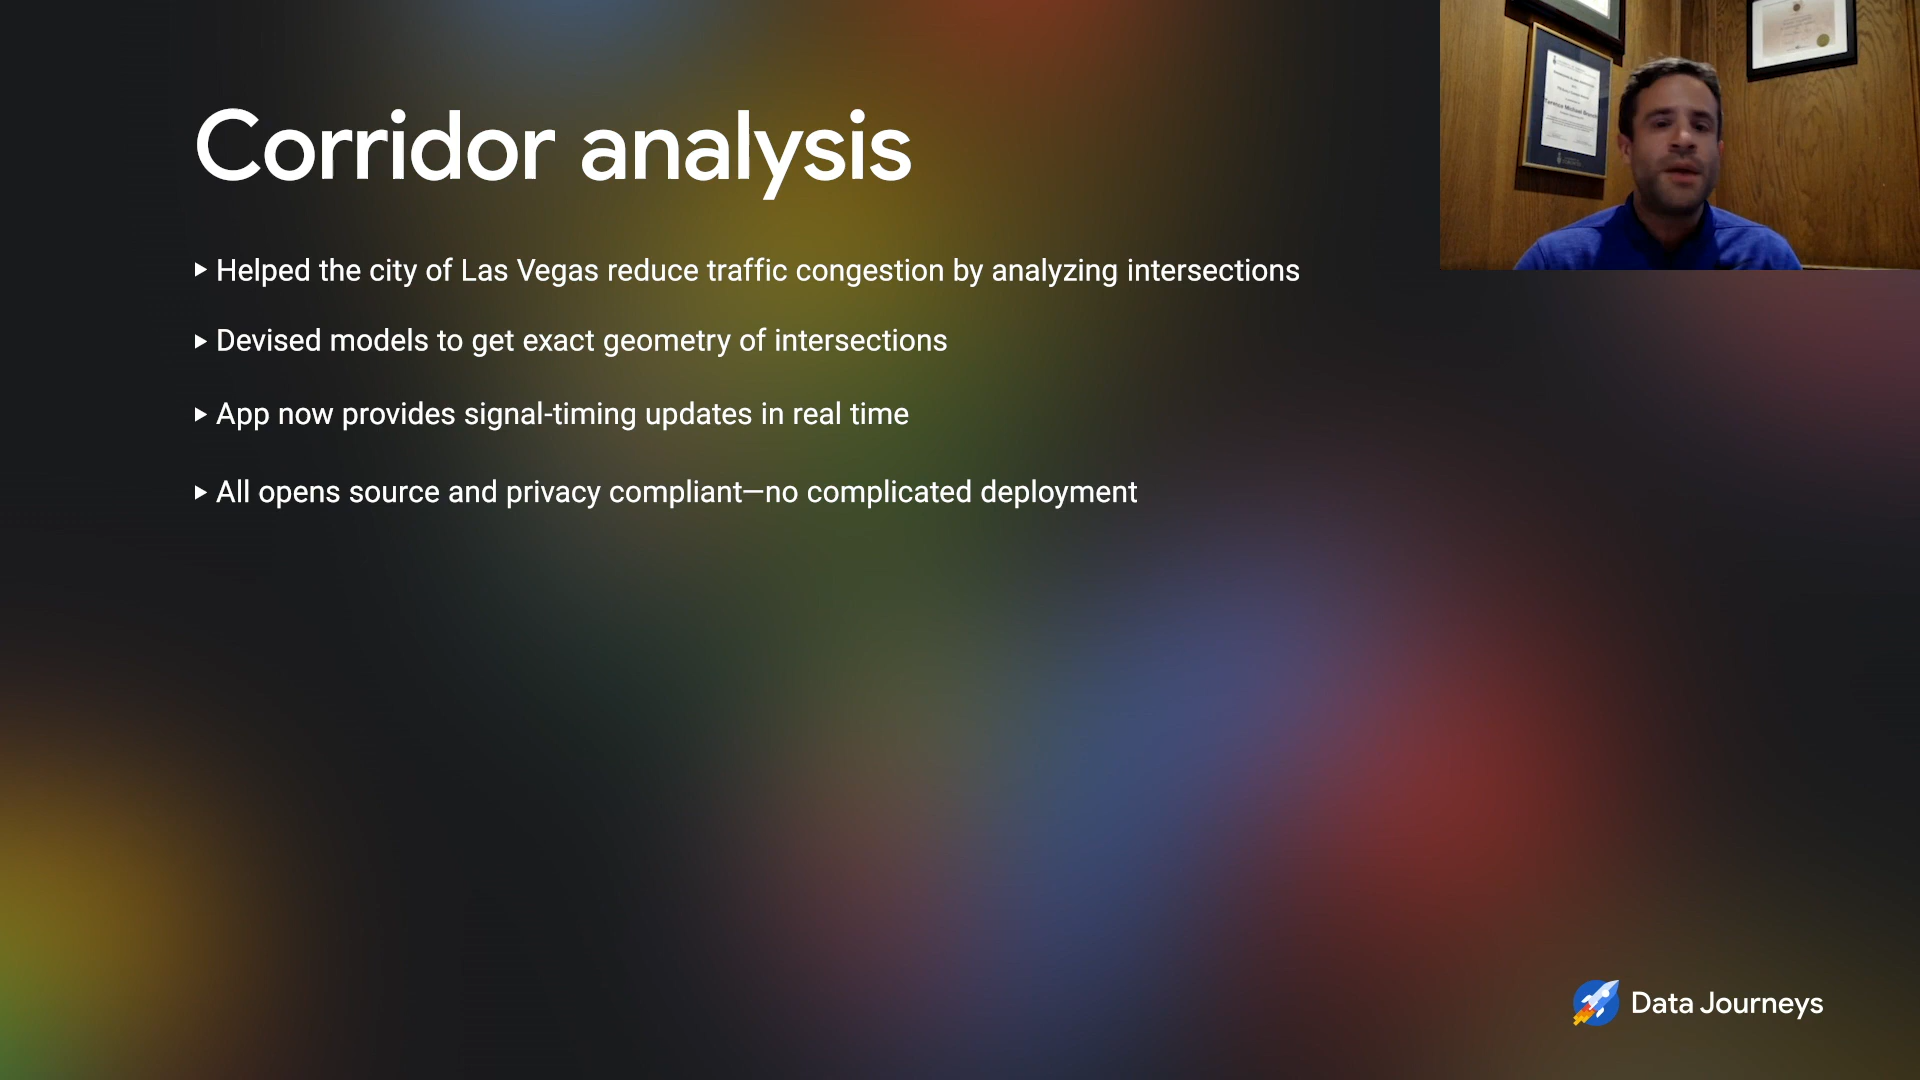 Corridor analysis
▸ Helped the city of Las Vegas reduce traffic congestion by analyzing intersections
▸ Devised models to get exact geometry of intersections
▸ App now provides signal-timing updates in real time
▸ All opens source and privacy compliant—no complicated deployment
Data Journeys